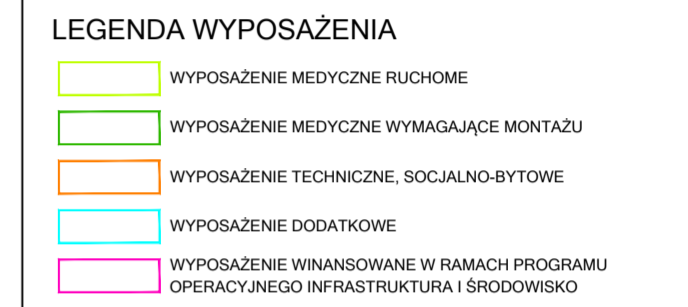 LEGENDA WYPOSAŻENIA
WYPOSAŻENIE MEDYCZNE RUCHOME
WYPOSAŻENIE MEDYCZNE WYMAGAJĄCE MONTAŻU
WYPOSAŻENIE TECHNICZNE, SOCJALNO-BYTOWE
WYPOSAŻENIE DODATKOWE
WYPOSAŻENIE WINANSOWANE W RAMACH PROGRAMU
OPERACYJNEGO INFRASTRUKTURA I ŚRODOWISKO